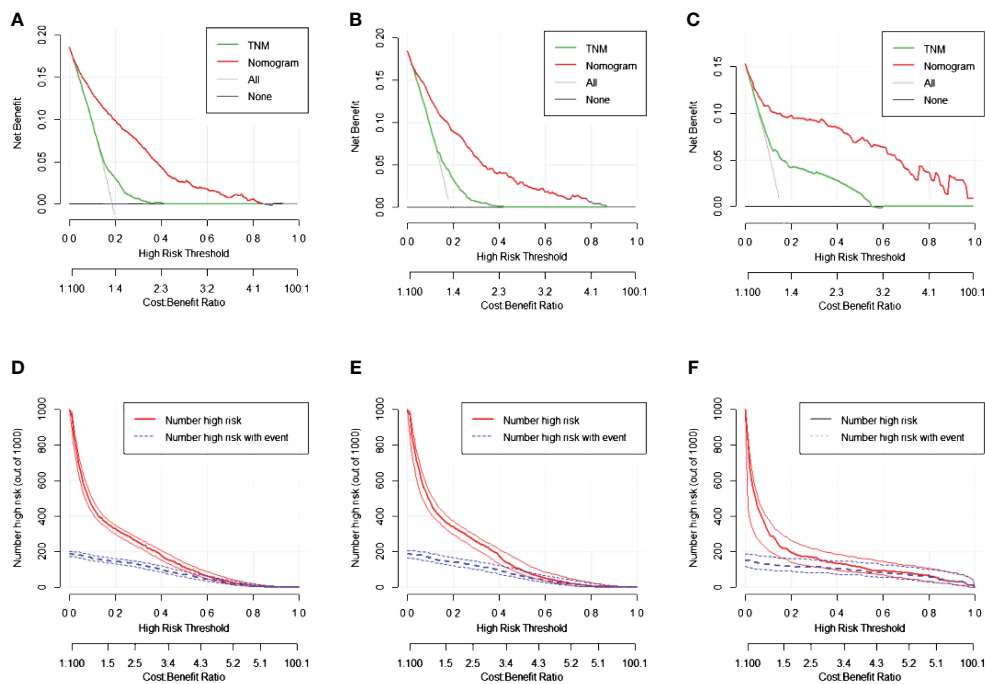 A
Net Benefit
0.20
0.15
0.10
0.05
0.00
TNM
Nomogram
All
None
0 0 0 2 0 4 0 6 0 8 1 0
High Risk Threshold
1:100 1.4 2.3 3.2 4.1 100.1
Cost:Benefit Ratio
B
Net Benefit
0.20
0.15
0.10
0.05
0.00
TNM
Nomogram
All
None
0 0 0 2 0 4 0 6 0 8 1 0
High Risk Threshold
1:100 1.4 2.3 3.2 4.1 100.1
Cost:Benefit Ratio
C
Net Benefit
0.20
0.15
0.10
0.05
0.00
TNM
Nomogram
All
None
0 0 0 2 0 4 0 6 0 8 1 0
High Risk Threshold
1:100 1.4 2.3 3.2 4.1 100.1
Cost:Benefit Ratio
D
Number high risk (out of 1000)
1000
800
600
400
200
0
Number high risk
Number high risk with event
0 0 0 2 0 4 0 6 0 8 1 0
High Risk Threshold
1:100 1.5 2.5 3.4 4.3 5.2 5.1 100.1
Cost:Benefit Ratio
E
Number high risk (out of 1000)
1000
800
600
400
200
0
Number high risk
Number high risk with event
0 0 0 2 0 4 0 6 0 8 1 0
High Risk Threshold
1:100 1.5 2.5 3.4 4.3 5.2 5.1 100.1
Cost:Benefit Ratio
F
Number high risk (out of 1000)
1000
800
600
400
200
0
Number high risk
Number high risk with event
0 0 0 2 0 4 0 6 0 8 1 0
High Risk Threshold
1:100 1.5 2.5 3.4 4.3 5.2 5.1 100.1
Cost:Benefit Ratio